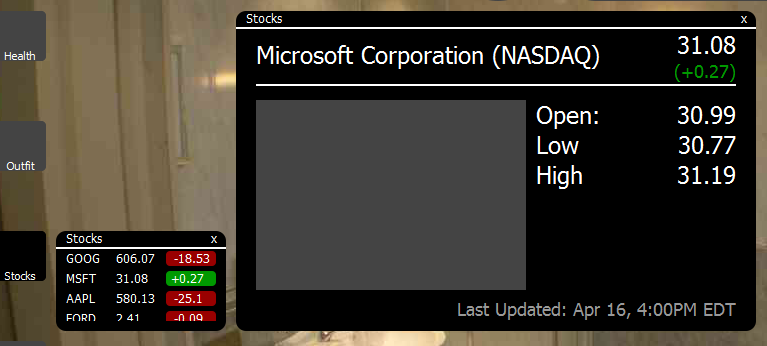 Health
Outfit
Stocks
Stocks x
GOOG 606.07 -18.53
MSFT 31.08 +0.27
AAPL 580.13 -25.1
FORD 2.41 -0.09
Stocks x
Microsoft Corporation (NASDAQ) 31.08
(+0.27)
Open: 30.99
Low 30.77
High 31.19
Last Updated: Apr 16, 4:00PM EDT